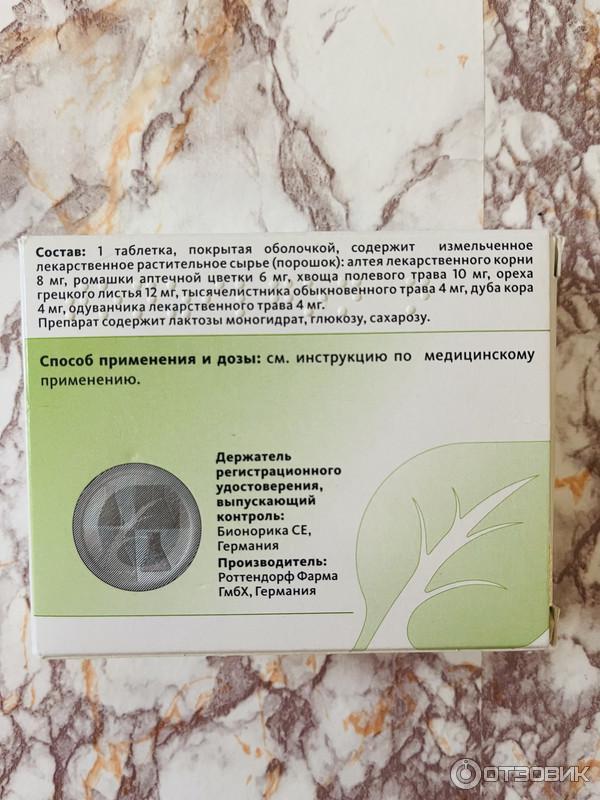 Состав: 1 таблетка, покрытая оболочкой, содержит измельченное
лекарственное растительное сырье (порошок): алтея лекарственного корни
8 мг, ромашки аптечной цветки 6 мг, хвоща полевого трава 10 мг, ореха
грецкого листья 12 мг, тысячелистника обыкновенного трава 4 мг, дуба кора
4 мг, одуванчика лекарственного трава 4 мг.
Препарат содержит лактозы моногидрат, глюкозу, сахарозу.
Способ применения и дозы: см. инструкцию по медицинскому
применению.
Держатель
регистрационного
удостоверения,
выпускающий
контроль:
Бионорика СЕ,
Германия
Производитель:
Роттендорф Фарма
ГмбХ, Германия
ОТЗОВИК